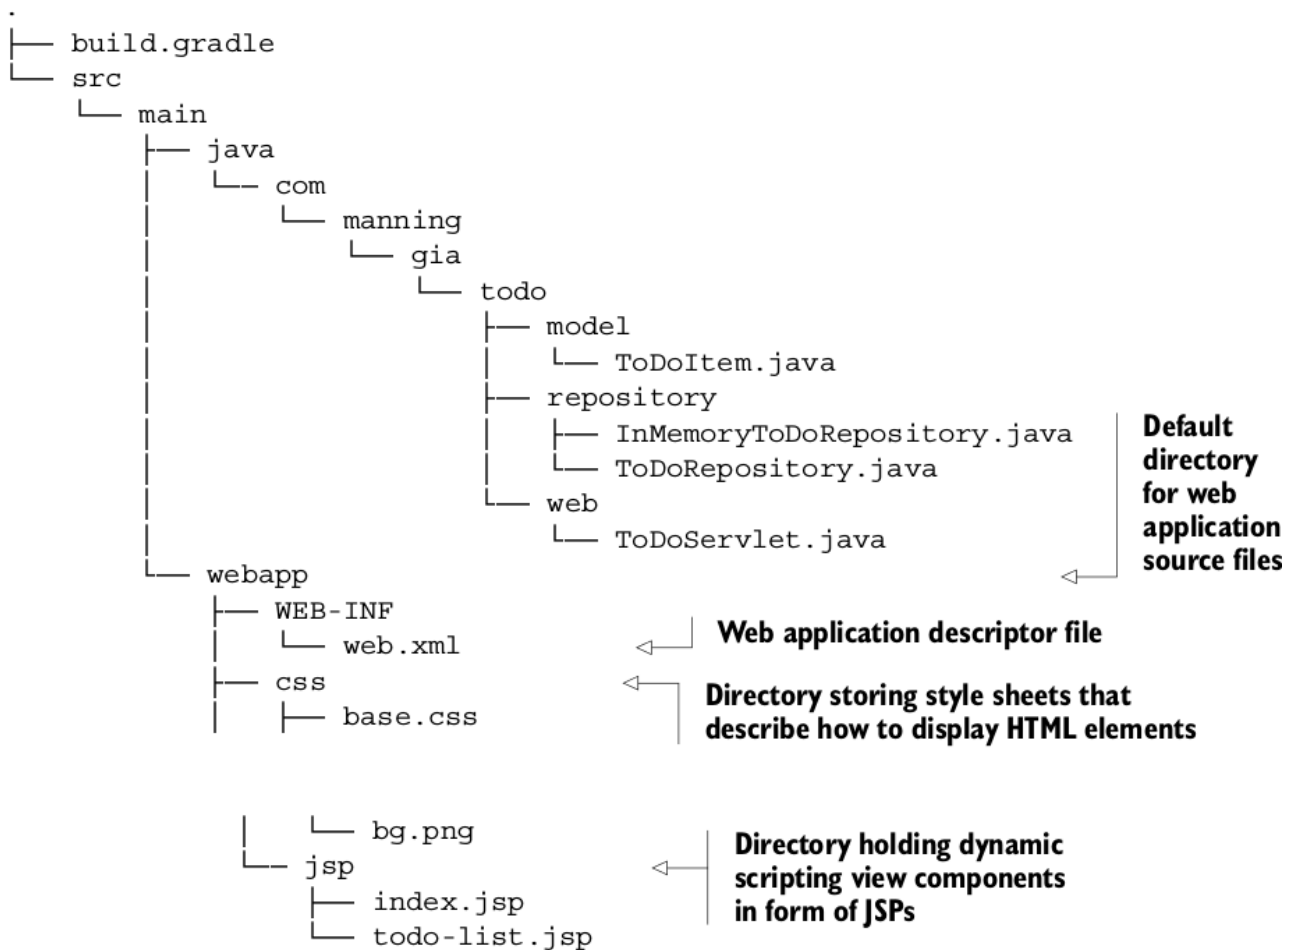 .
├── build.gradle
└── src
    └── main
        ├── java
        │   └── com
        │       └── manning
        │           └── gia
        │               └── todo
        │                   ├── model
        │                   │   └── ToDoItem.java
        │                   ├── repository
        │                   │   ├── InMemoryToDoRepository.java
        │                   │   └── ToDoRepository.java
        │                   └── web
        │                       └── ToDoServlet.java
Default
directory
for web
application
source files
        └── webapp
            ├── WEB-INF
            │   └── web.xml
Web application descriptor file
            ├── css
            │   ├── base.css
Directory storing style sheets that
describe how to display HTML elements
            │   └── bg.png
            └── jsp
                ├── index.jsp
                └── todo-list.jsp
Directory holding dynamic
scripting view components
in form of JSPs